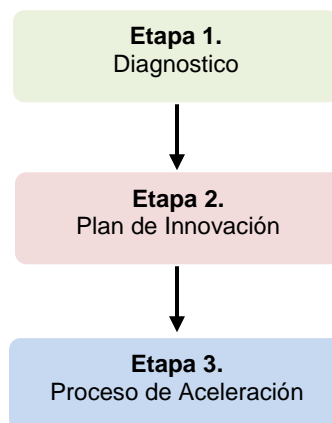 Etapa 1.
Diagnostico
Etapa 2.
Plan de Innovación
Etapa 3.
Proceso de Aceleración